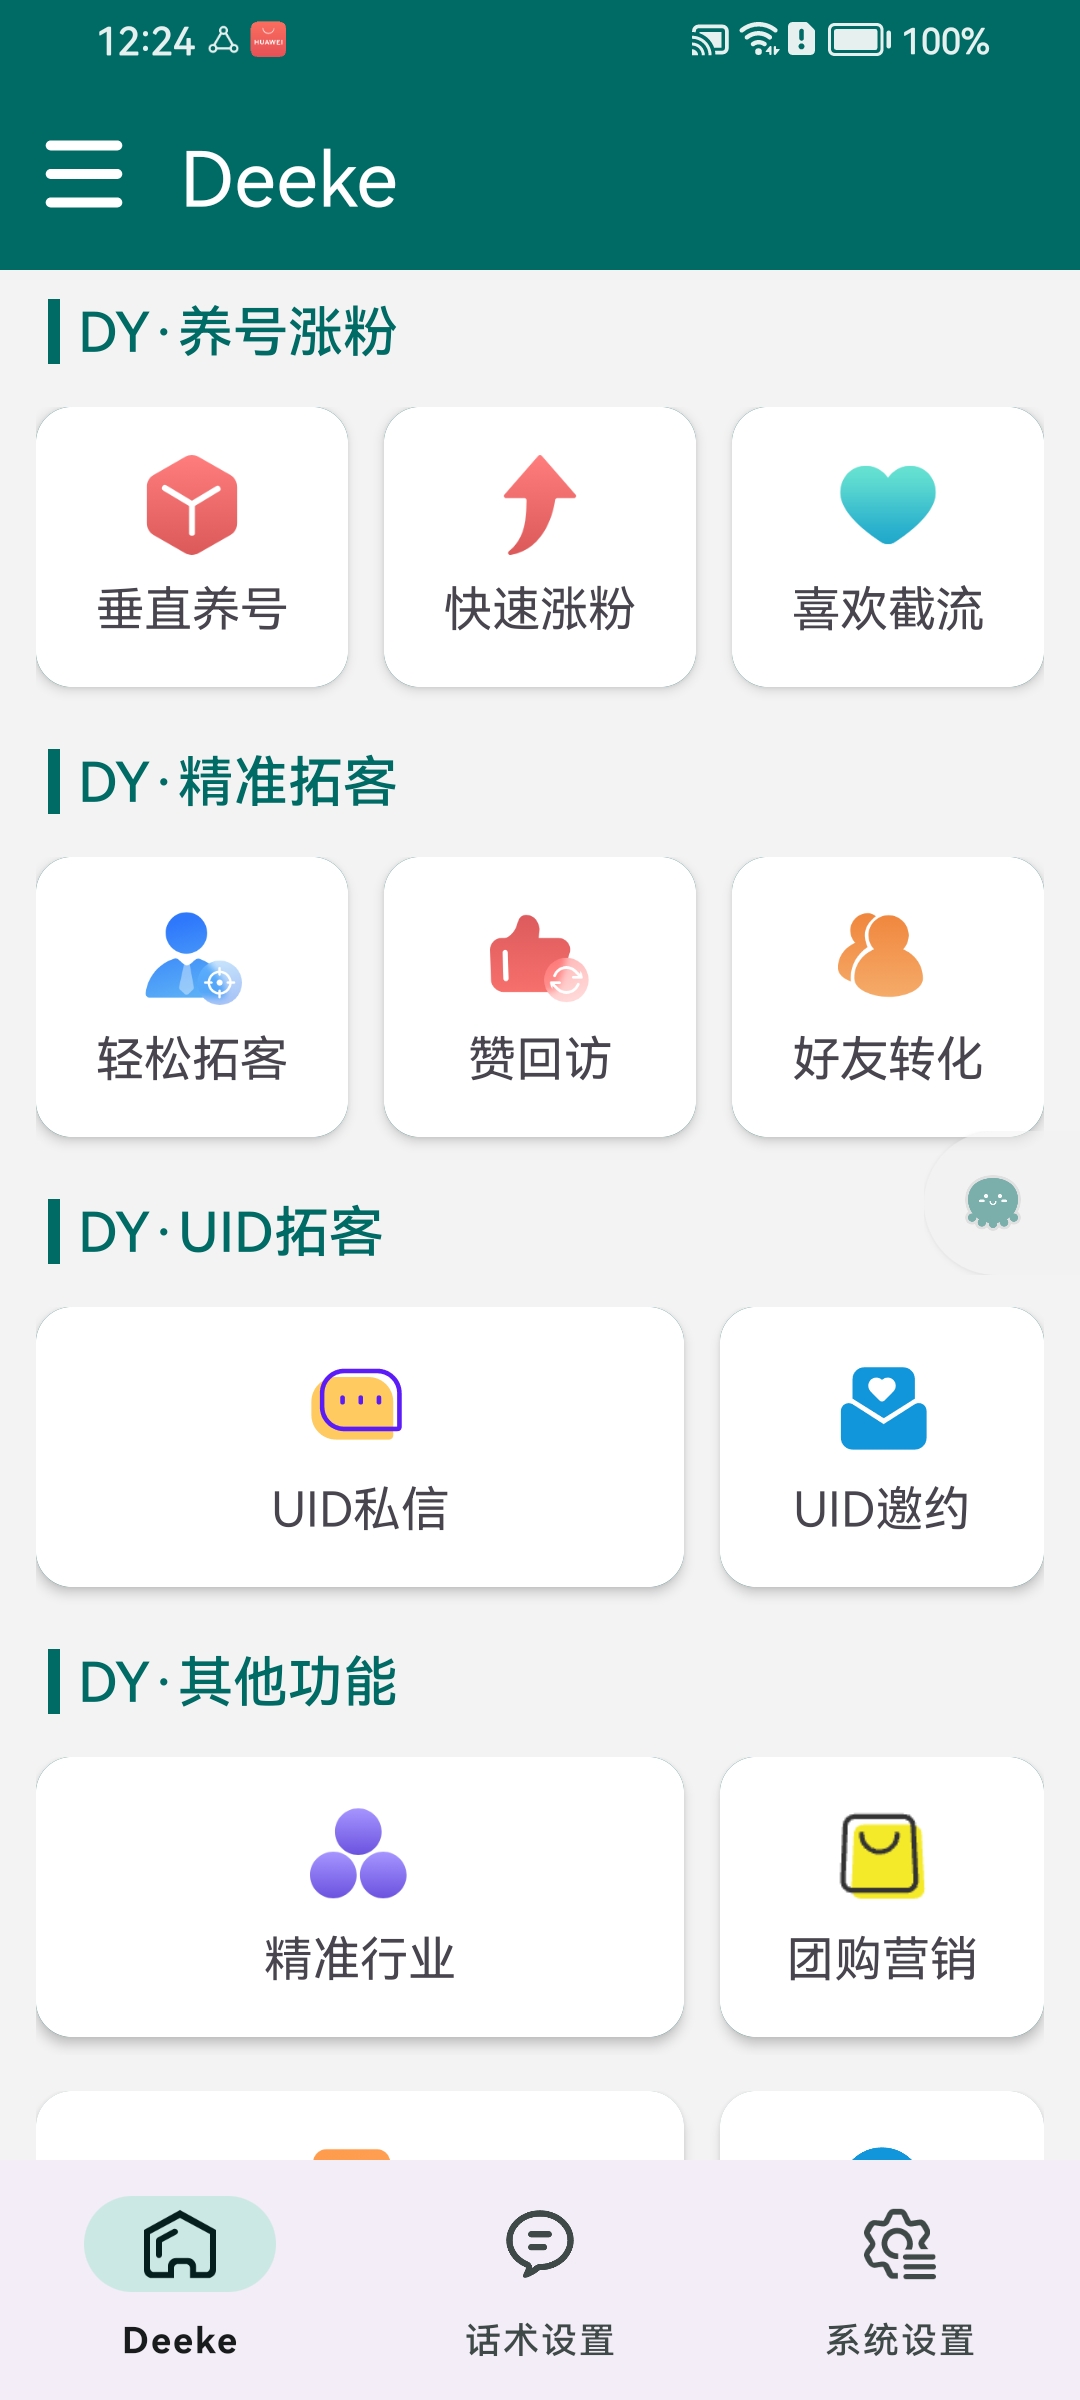 12:24
HUAWEI
100%
Deeke
DY·养号涨粉
垂直养号
快速涨粉
喜欢截流
DY·精准拓客
轻松拓客
赞回访
好友转化
DY·UID拓客
UID私信
UID邀约
DY·其他功能
精准行业
团购营销
Deeke
话术设置
系统设置